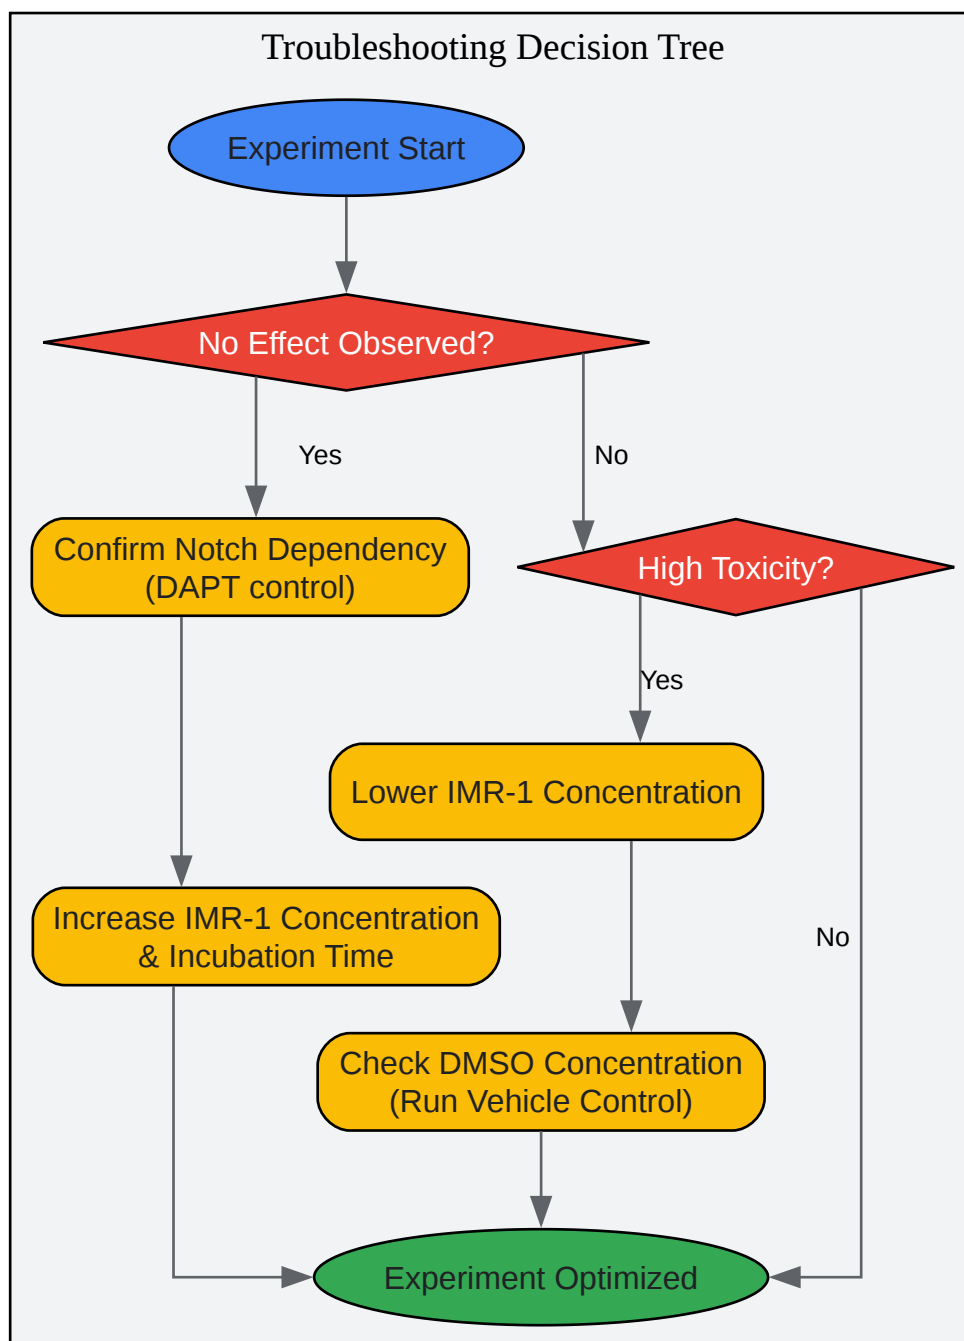 Troubleshooting Decision Tree
Experiment Start
No Effect Observed?
Yes
No
Confirm Notch Dependency
(DAPT control)
High Toxicity?
Yes
Lower IMR-1 Concentration
Increase IMR-1 Concentration
& Incubation Time
No
Check DMSO Concentration
(Run Vehicle Control)
Experiment Optimized